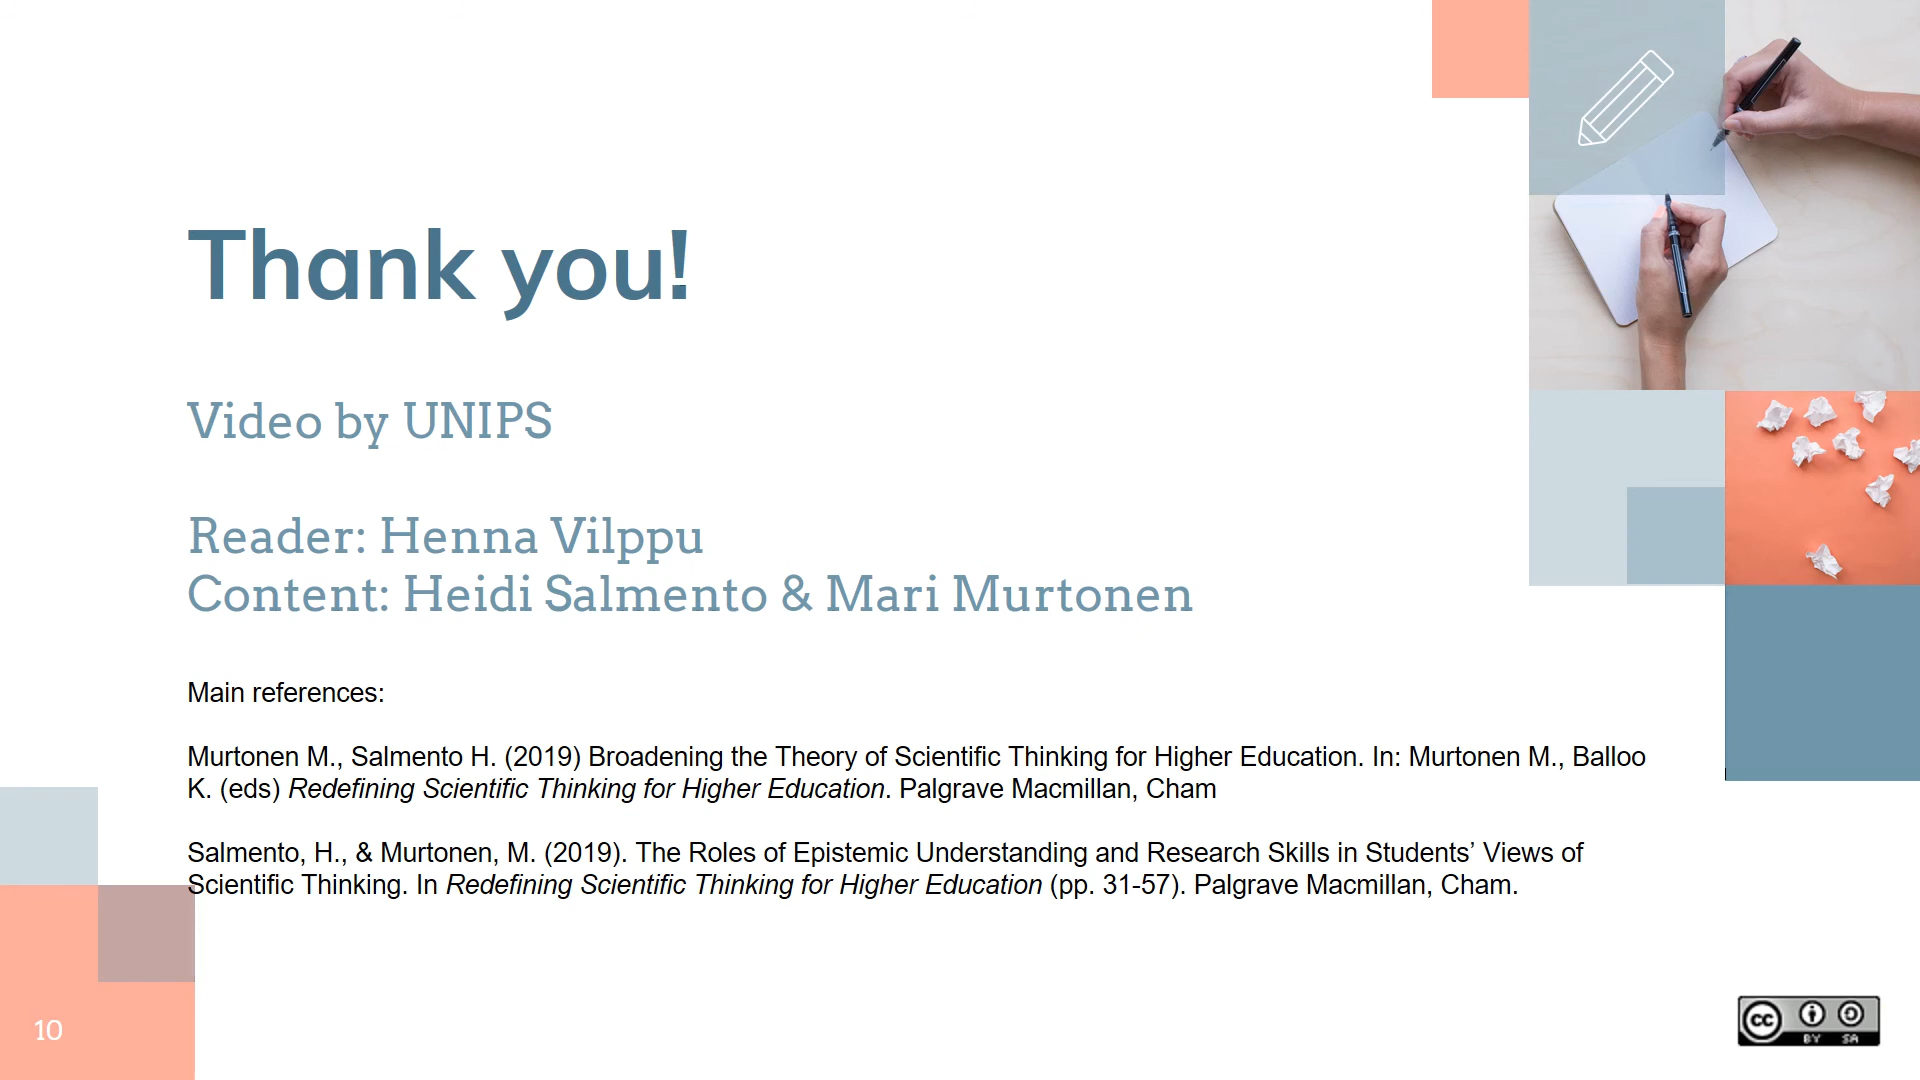 Thank you!
Video by UNIPS
Reader: Henna Vilppu
Content: Heidi Salmento & Mari Murtonen
Main references:
Murtonen M., Salmento H. (2019) Broadening the Theory of Scientific Thinking for Higher Education. In: Murtonen M., Balloo
K. (eds) Redefining Scientific Thinking for Higher Education. Palgrave Macmillan, Cham
Salmento, H., & Murtonen, M. (2019). The Roles of Epistemic Understanding and Research Skills in Students’ Views of
Scientific Thinking. In Redefining Scientific Thinking for Higher Education (pp. 31-57). Palgrave Macmillan, Cham.
10
cc
BY SA